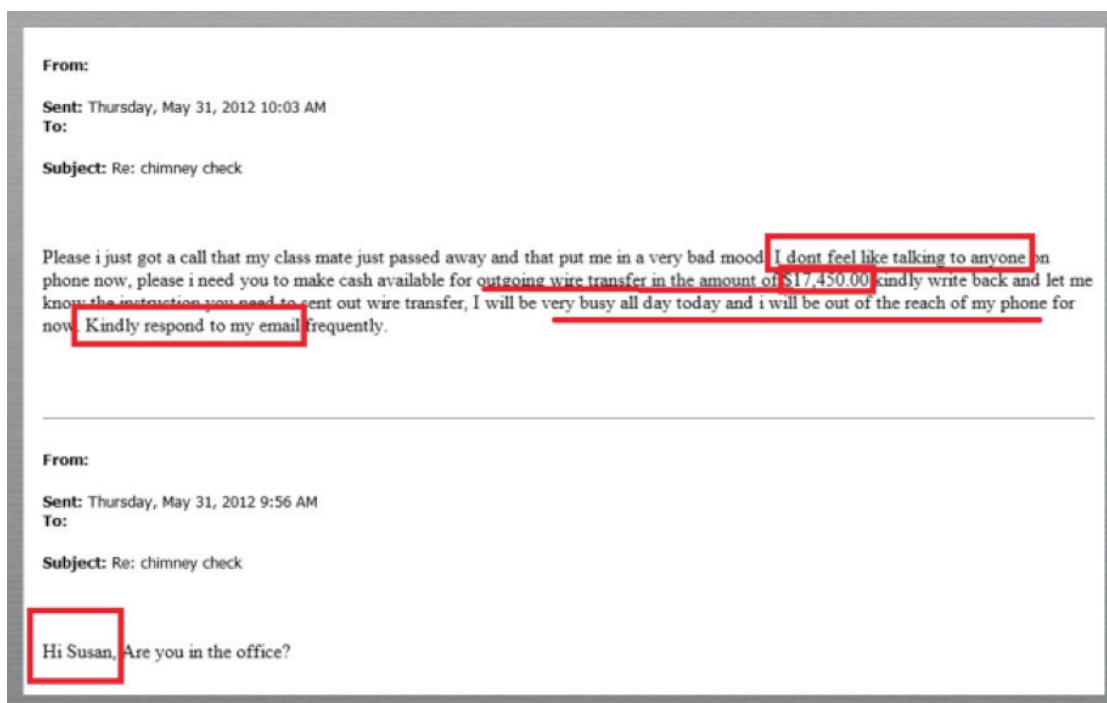 From:
Sent: Thursday, May 31, 2012 10:03 AM
To:
Subject: Re: chimney check
Please i just got a call that my class mate just passed away and that put me in a very bad mood. I dont feel like talking to anyone on
phone now, please i need you to make cash available for outgoing wire transfer in the amount of $17,450.00 kindly write back and let me
know the instruction you need to sent out wire transfer, I will be very busy all day today and i will be out of the reach of my phone for
now. Kindly respond to my email frequently.
From:
Sent: Thursday, May 31, 2012 9:56 AM
To:
Subject: Re: chimney check
Hi Susan, Are you in the office?